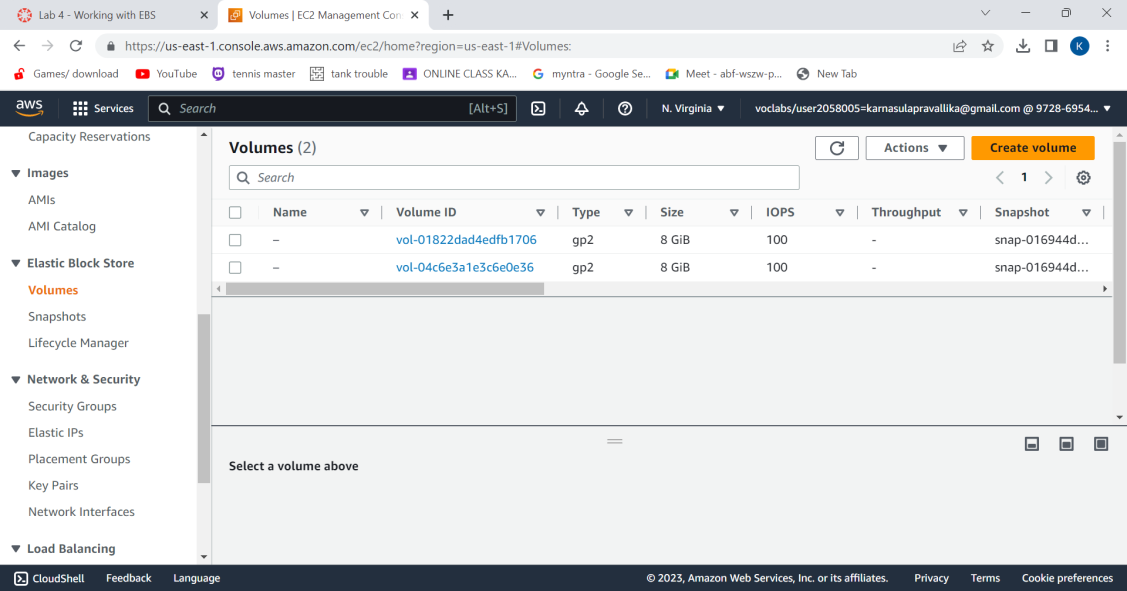 Lab 4 - Working with EBS
Volumes | EC2 Management Con
https://us-east-1.console.aws.amazon.com/ec2/home?region=us-east-1#Volumes:
K
Games/ download
YouTube
tennis master
tank trouble
ONLINE CLASS KA...
myntra - Google Se...
Meet - abf-wszw-p...
New Tab
aws
Services
Search
[Alt+S]
N. Virginia
voclabs/user2058005=kamasulapravallika@gmail.com @ 9728-6954...
Capacity Reservations
Images
AMIs
AMI Catalog
Elastic Block Store
Volumes
Snapshots
Lifecycle Manager
Network & Security
Security Groups
Elastic IPs
Placement Groups
Key Pairs
Network Interfaces
Load Balancing
Volumes (2)
Actions
Create volume
Search
1
Name Volume ID Type Size IOPS Throughput Snapshot
– vol-01822dad4edfb1706 gp2 8 GiB 100 - snap-016944d...
– vol-04c6e3a1e3c6e0e36 gp2 8 GiB 100 - snap-016944d...
Select a volume above
CloudShell
Feedback
Language
© 2023, Amazon Web Services, Inc. or its affiliates.
Privacy
Terms
Cookie preferences